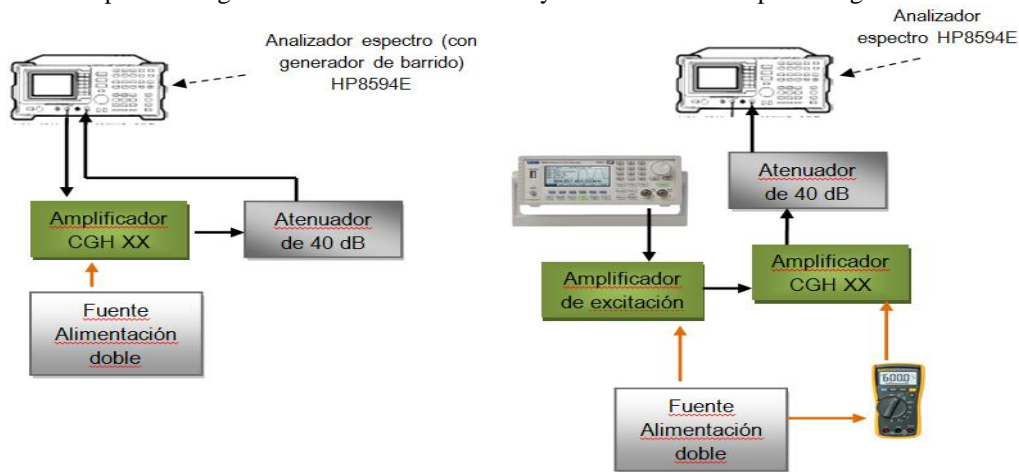 Analizador espectro (con
generador de barrido)
HP8594E
Amplificador
CGH XX
Atenuador
de 40 dB
Fuente
Alimentación
doble
Analizador
espectro HP8594E
Atenuador
de 40 dB
Amplificador
de excitación
Amplificador
CGH XX
Fuente
Alimentación
doble